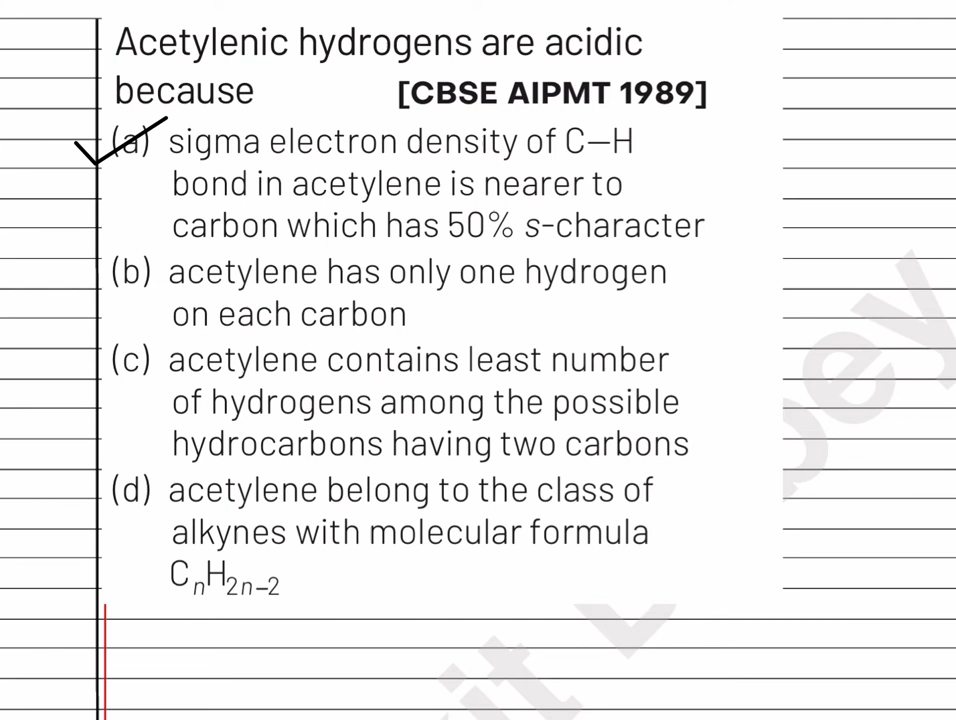 Acetylenic hydrogens are acidic
because [CBSE AIPMT 1989]
(a) sigma electron density of C—H
bond in acetylene is nearer to
carbon which has 50% s-character
(b) acetylene has only one hydrogen
on each carbon
(c) acetylene contains least number
of hydrogens among the possible
hydrocarbons having two carbons
(d) acetylene belong to the class of
alkynes with molecular formula
CₙH₂ₙ₋₂